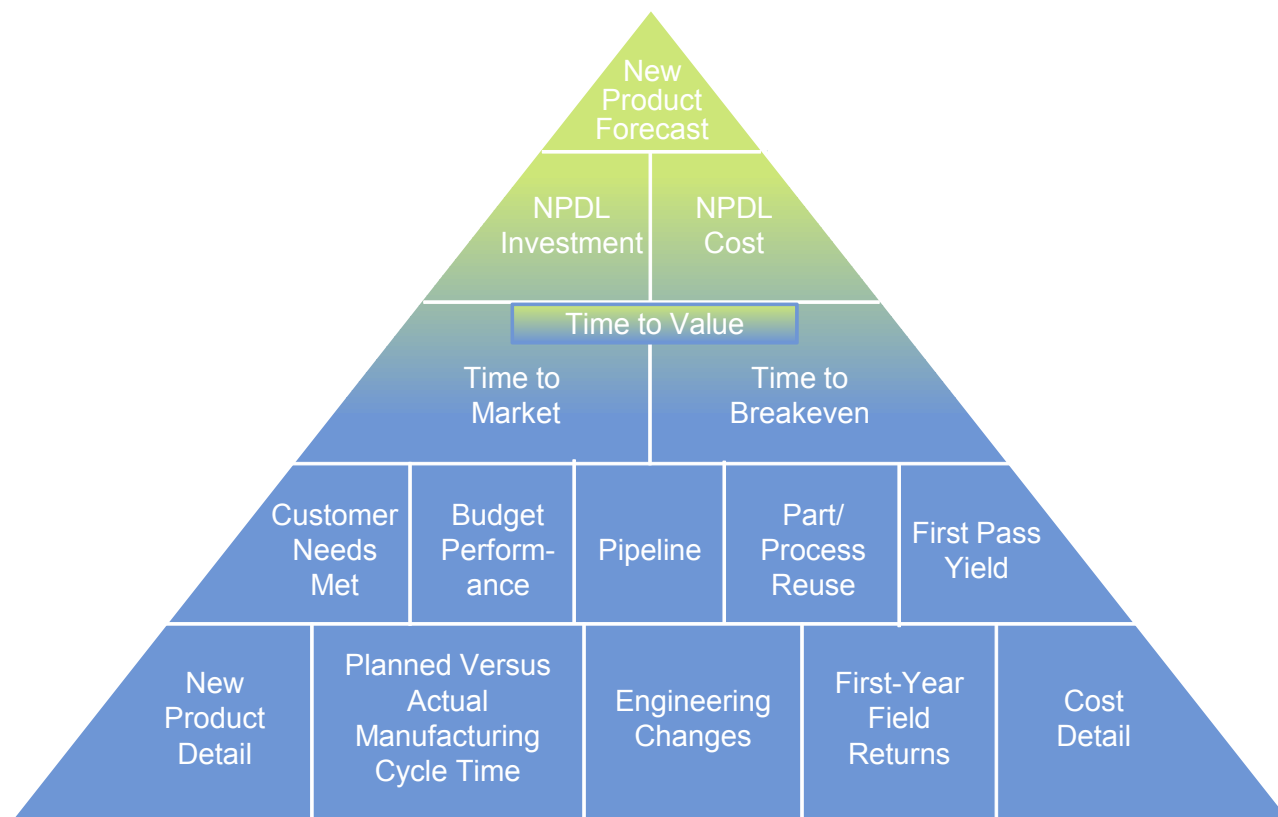 New
Product
Forecast
NPDL
Investment
NPDL
Cost
Time to Value
Time to
Market
Time to
Breakeven
Customer
Needs
Met
Budget
Perform-
ance
Pipeline
Part/
Process
Reuse
First Pass
Yield
New
Product
Detail
Planned Versus
Actual
Manufacturing
Cycle Time
Engineering
Changes
First-Year
Field
Returns
Cost
Detail